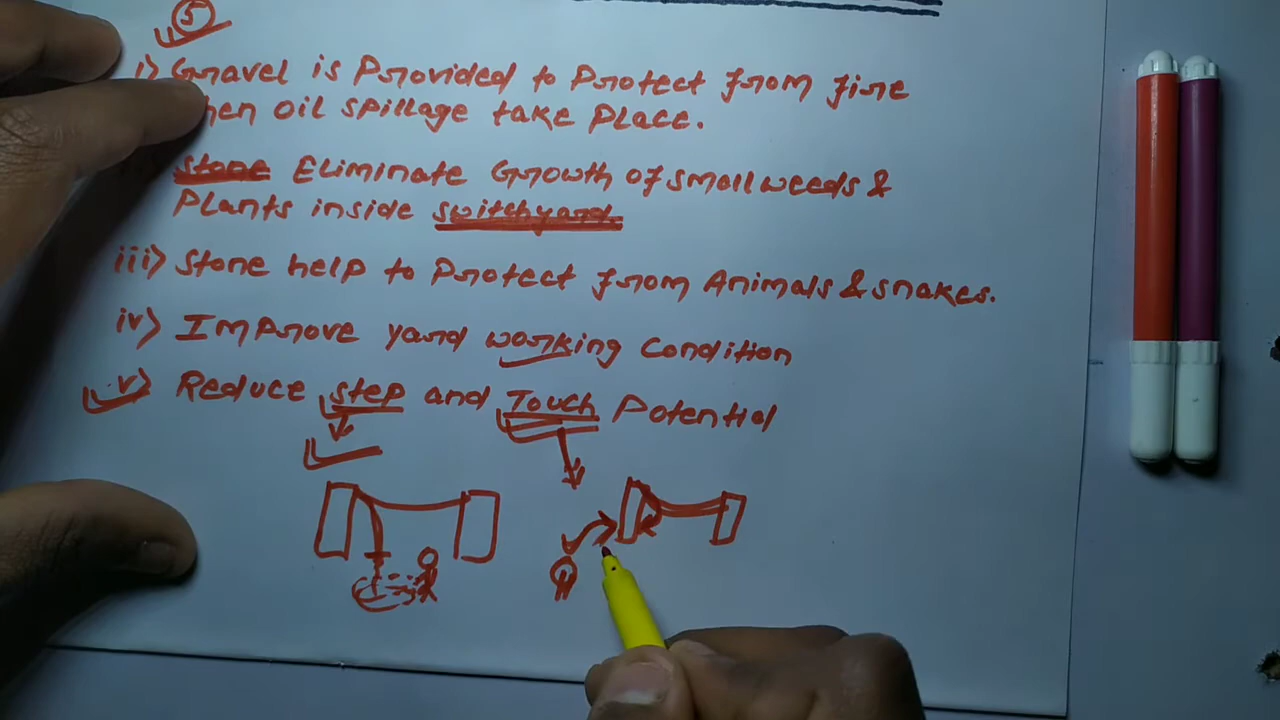 5
i) Gravel is Provided to Protect from fire
hen oil spillage take Place.
stone Eliminate Growth of small weeds &
Plants inside switchyard
iii) stone help to Protect from Animals & snakes.
iv) Improve yard working Condition
v) Reduce step and Touch Potential